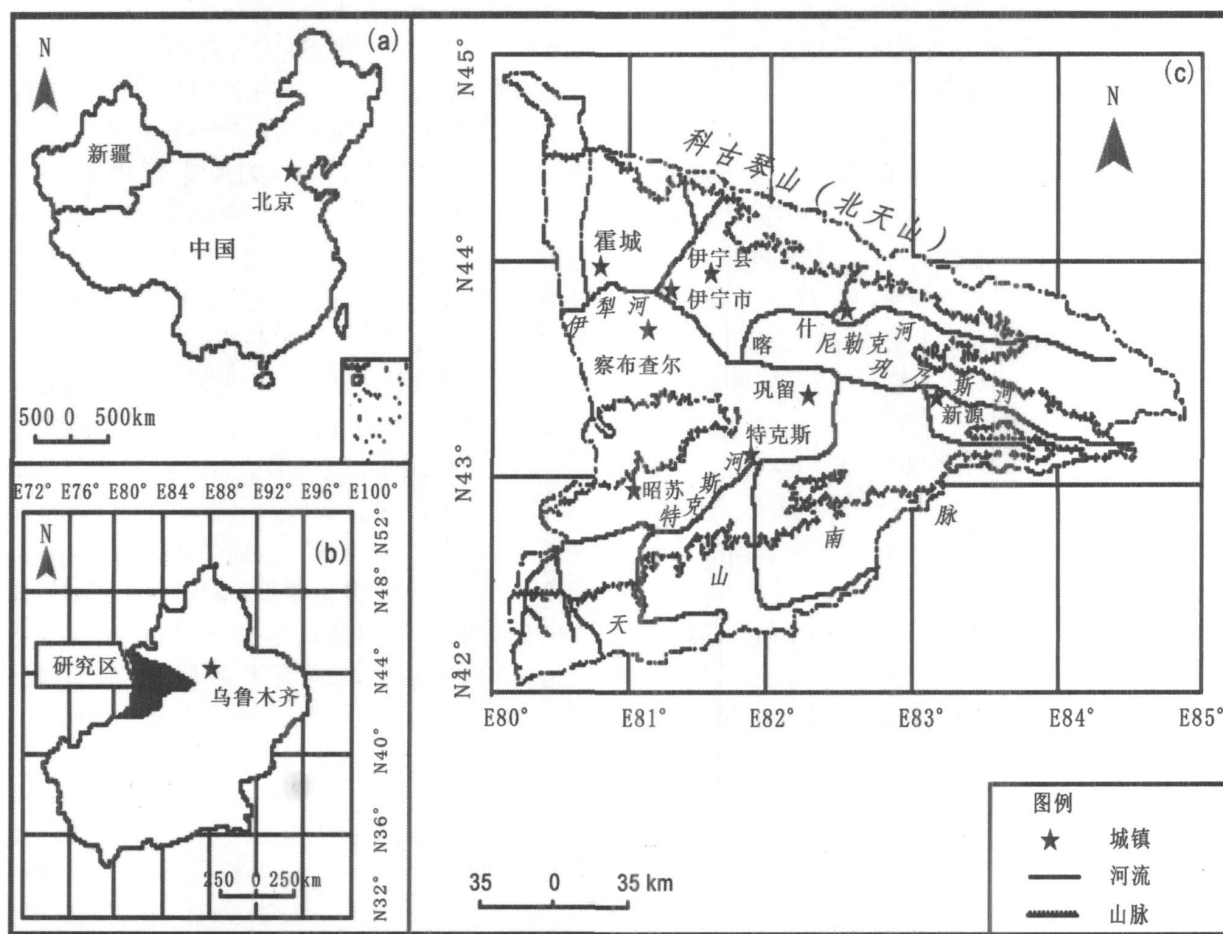 (a)
N
新疆
北京
中国
500 0 500km
E72° E76° E80° E84° E88° E92° E96° E100°
(b)
N
N52°
N48°
N44°
N40°
N36°
N32°
研究区
乌鲁木齐
250 0 250km
(c)
N
N45°
N44°
N43°
N42°
科古琴山(北天山)
霍城
伊宁县
伊宁市
伊犁河
察布查尔
喀什河
尼勒克
巩乃斯河
巩留
新源
特克斯
昭苏
特克斯河
天山南脉
E80° E81° E82° E83° E84° E85°
35 0 35 km
图例
城镇
河流
山脉